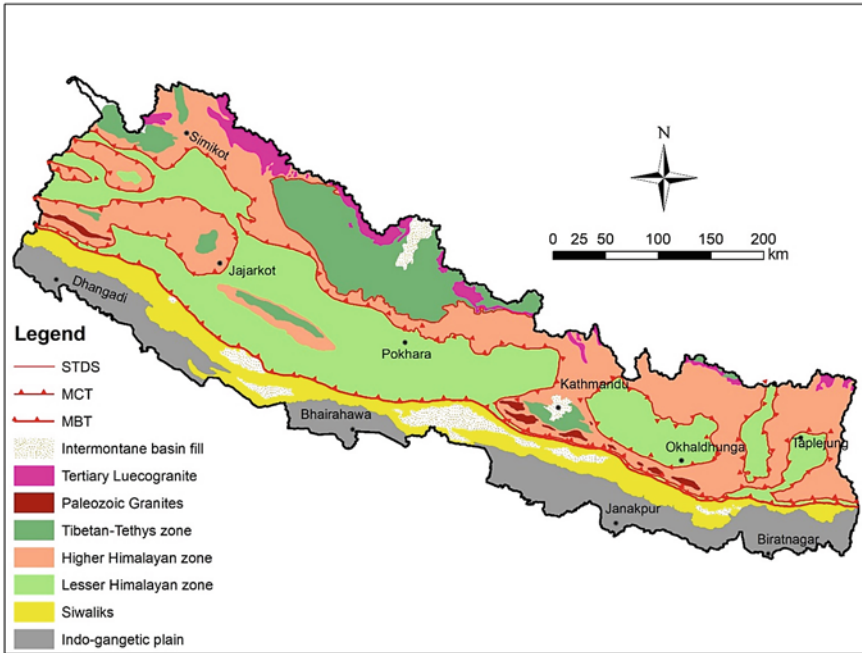 Simikot
N
0 25 50 100 150 200
km
Jajarkot
Dhangadi
Pokhara
Kathmandu
Bhairahawa
Okhaldhunga
Taplejung
Janakpur
Biratnagar
Legend
STDS
MCT
MBT
Intermontane basin fill
Tertiary Luecogranite
Paleozoic Granites
Tibetan-Tethys zone
Higher Himalayan zone
Lesser Himalayan zone
Siwaliks
Indo-gangetic plain